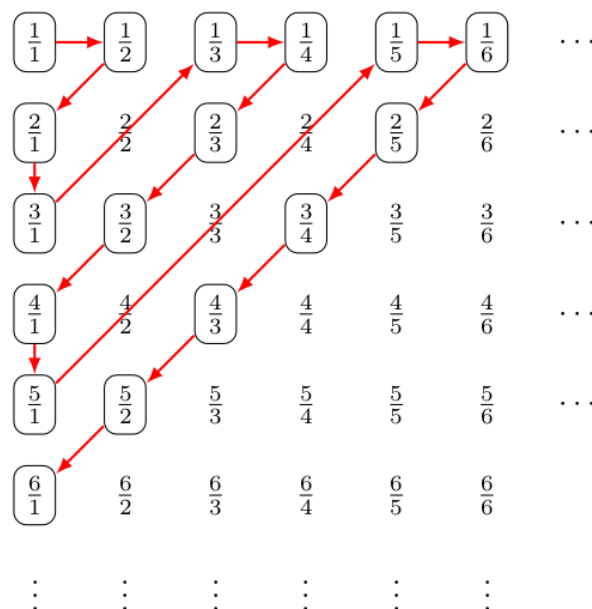 1/1 1/2 1/3 1/4 1/5 1/6 ...
2/1 2/2 2/3 2/4 2/5 2/6 ...
3/1 3/2 3/3 3/4 3/5 3/6 ...
4/1 4/2 4/3 4/4 4/5 4/6 ...
5/1 5/2 5/3 5/4 5/5 5/6 ...
6/1 6/2 6/3 6/4 6/5 6/6
⋮ ⋮ ⋮ ⋮ ⋮ ⋮